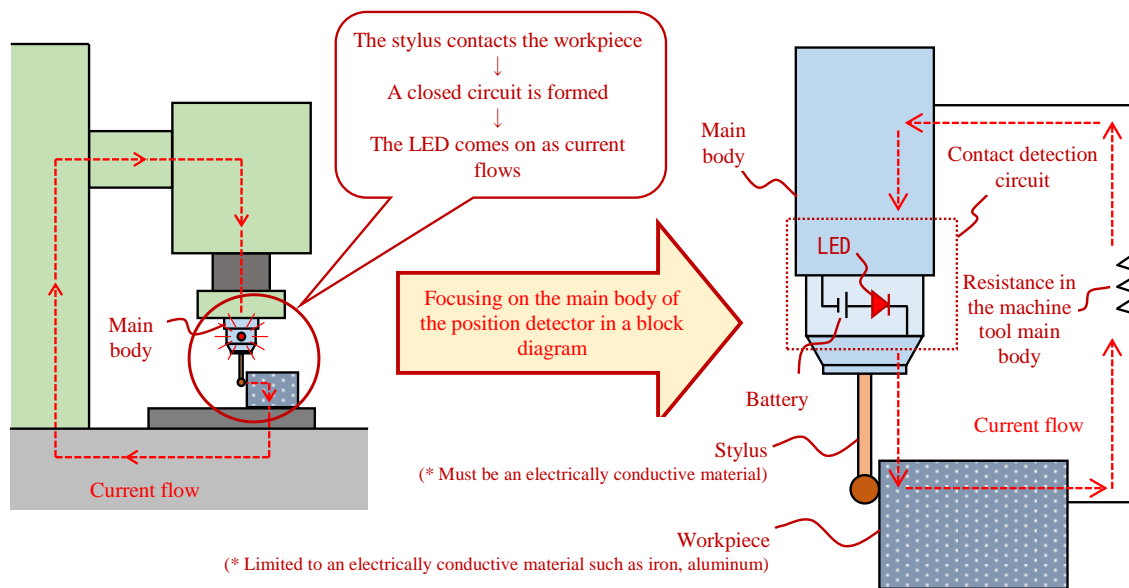 The stylus contacts the workpiece
↓
A closed circuit is formed
↓
The LED comes on as current
flows
Main
body
Current flow
Focusing on the main body of
the position detector in a block
diagram
Main
body
Contact detection
circuit
LED
Resistance in
the machine
tool main
body
Battery
Current flow
Stylus
(* Must be an electrically conductive material)
Workpiece
(* Limited to an electrically conductive material such as iron, aluminum)